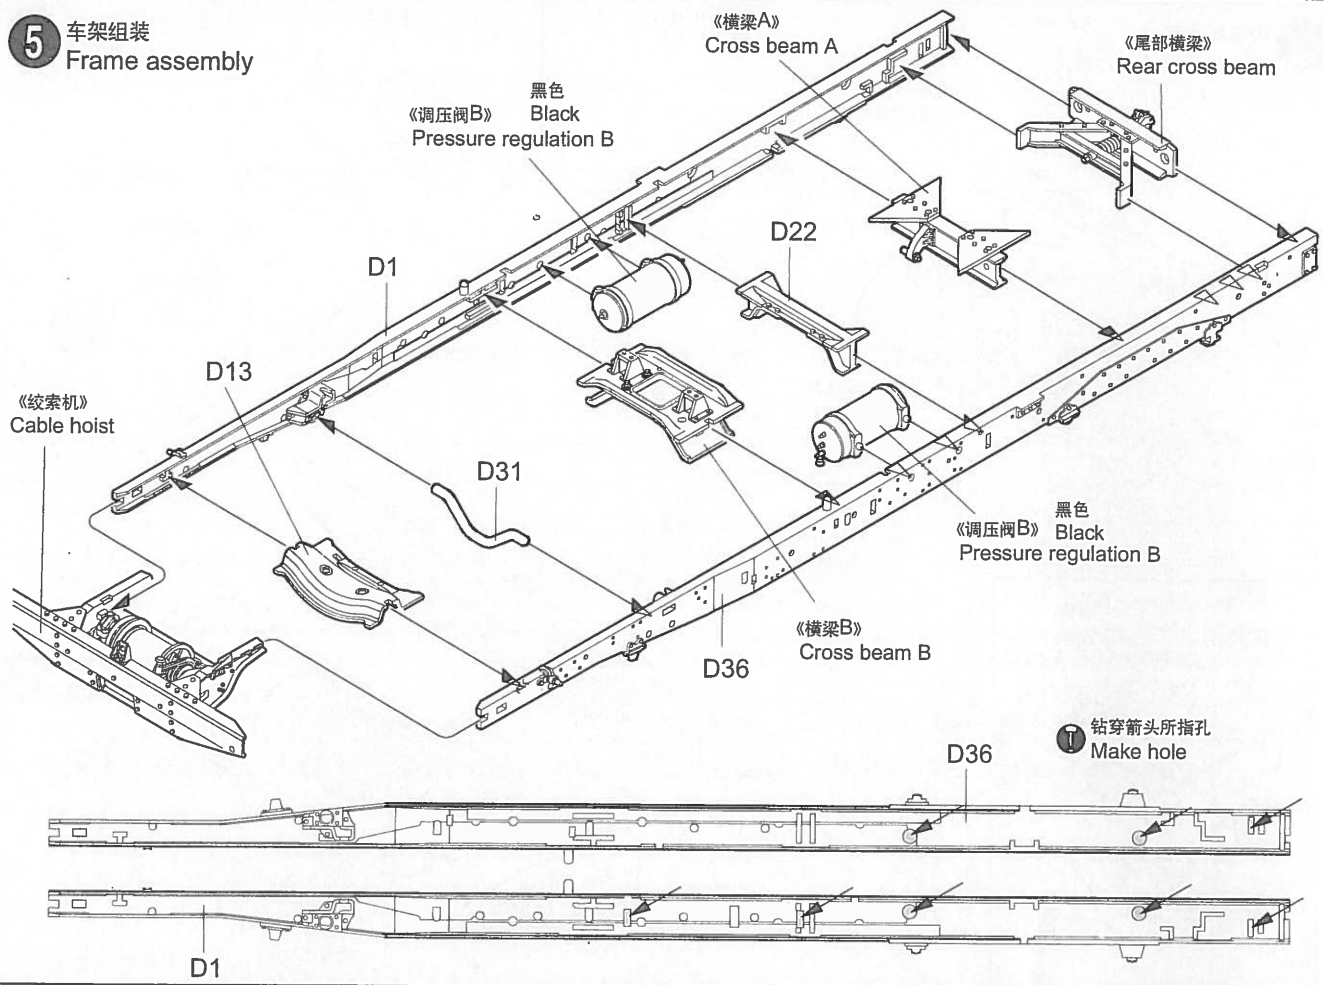 5
车架组装
Frame assembly
《横梁A》
Cross beam A
《尾部横梁》
Rear cross beam
《调压阀B》 黑色
Black
Pressure regulation B
D22
D1
D13
《绞索机》
Cable hoist
D31
《调压阀B》 黑色
Black
Pressure regulation B
《横梁B》
Cross beam B
D36
钻穿箭头所指孔
Make hole
D36
D1